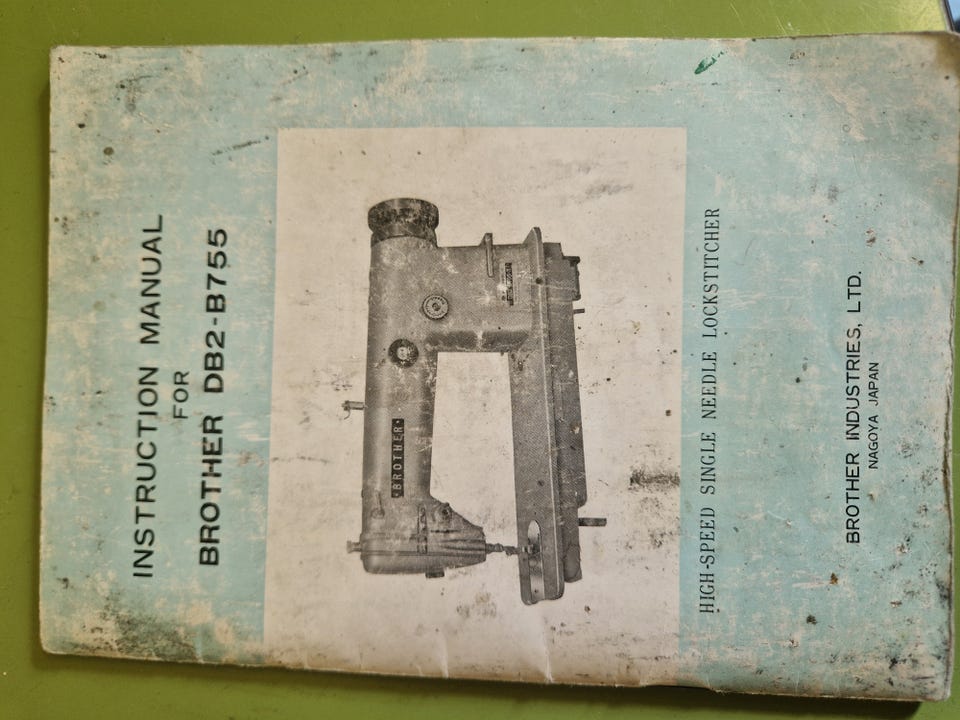 INSTRUCTION MANUAL
FOR
BROTHER DB2-B755
·BROTHER·
HIGH-SPEED SINGLE NEEDLE LOCKSTITCHER
BROTHER INDUSTRIES, LTD.
NAGOYA JAPAN